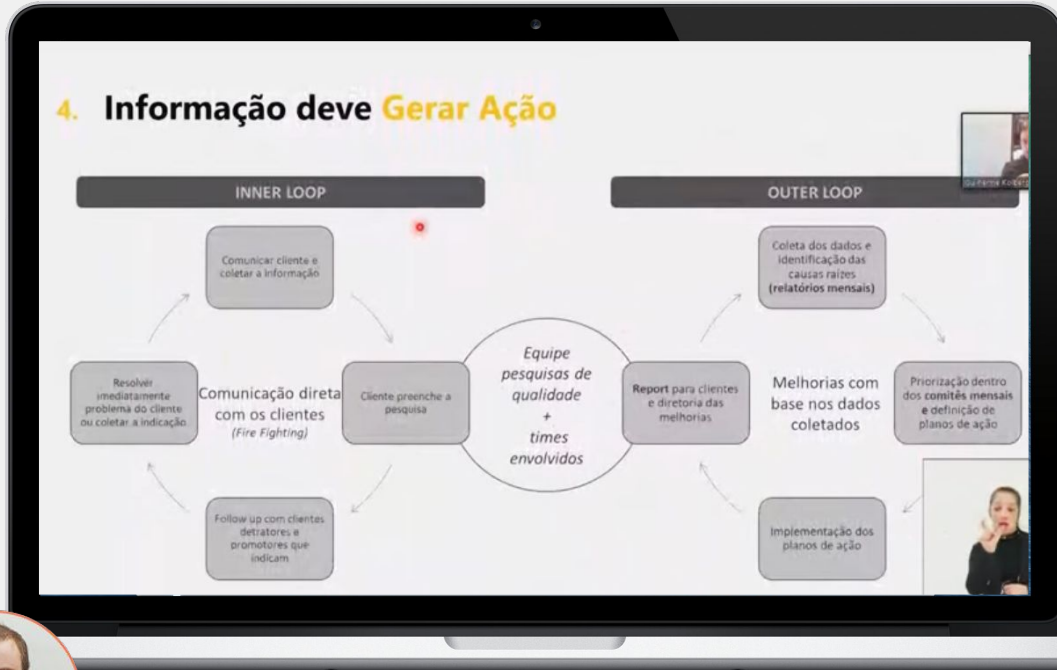 4. Informação deve Gerar Ação
INNER LOOP
Comunicar cliente e
coletar a informação
Cliente preenche a
pesquisa
Follow up com clientes
detratores e
promotores que
indicam
Resolver
imediatamente
problema do cliente
ou coletar a indicação
Comunicação direta
com os clientes
(Fire Fighting)
Equipe
pesquisas de
qualidade
+
times
envolvidos
OUTER LOOP
Coleta dos dados e
identificação das
causas raízes
(relatórios mensais)
Priorização dentro
dos comitês mensais
e definição de
planos de ação
Implementação dos
planos de ação
Report para clientes
e diretoria das
melhorias
Melhorias com
base nos dados
coletados
Guilherme